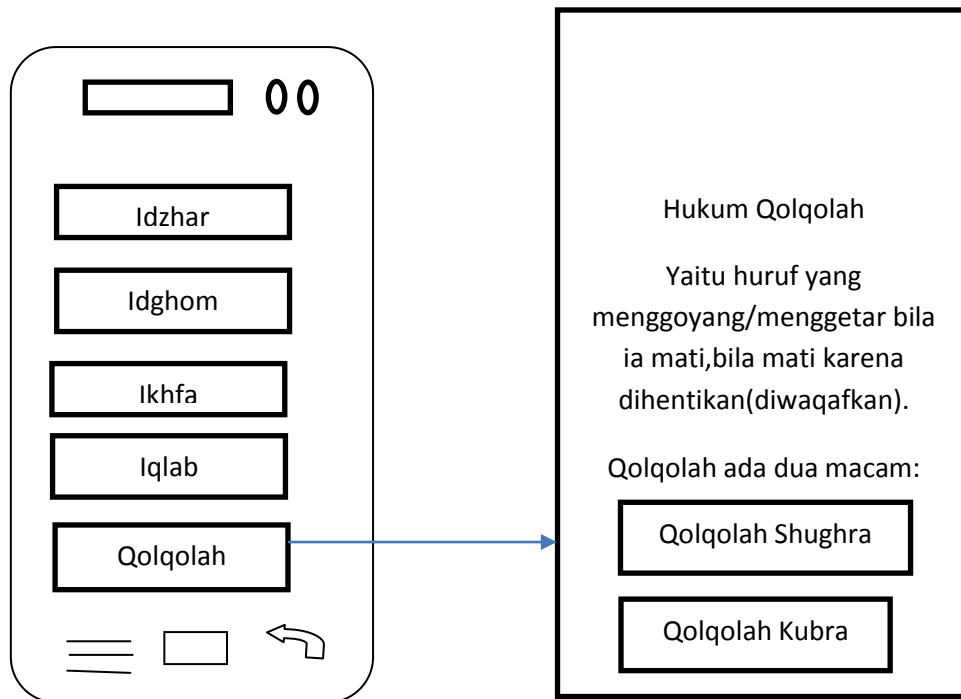 Idzhar
Idghom
Ikhfa
Iqlab
Qolqolah
Hukum Qolqolah
Yaitu huruf yang
menggoyang/menggetar bila
ia mati,bila mati karena
dihentikan(diwaqafkan).
Qolqolah ada dua macam:
Qolqolah Shughra
Qolqolah Kubra